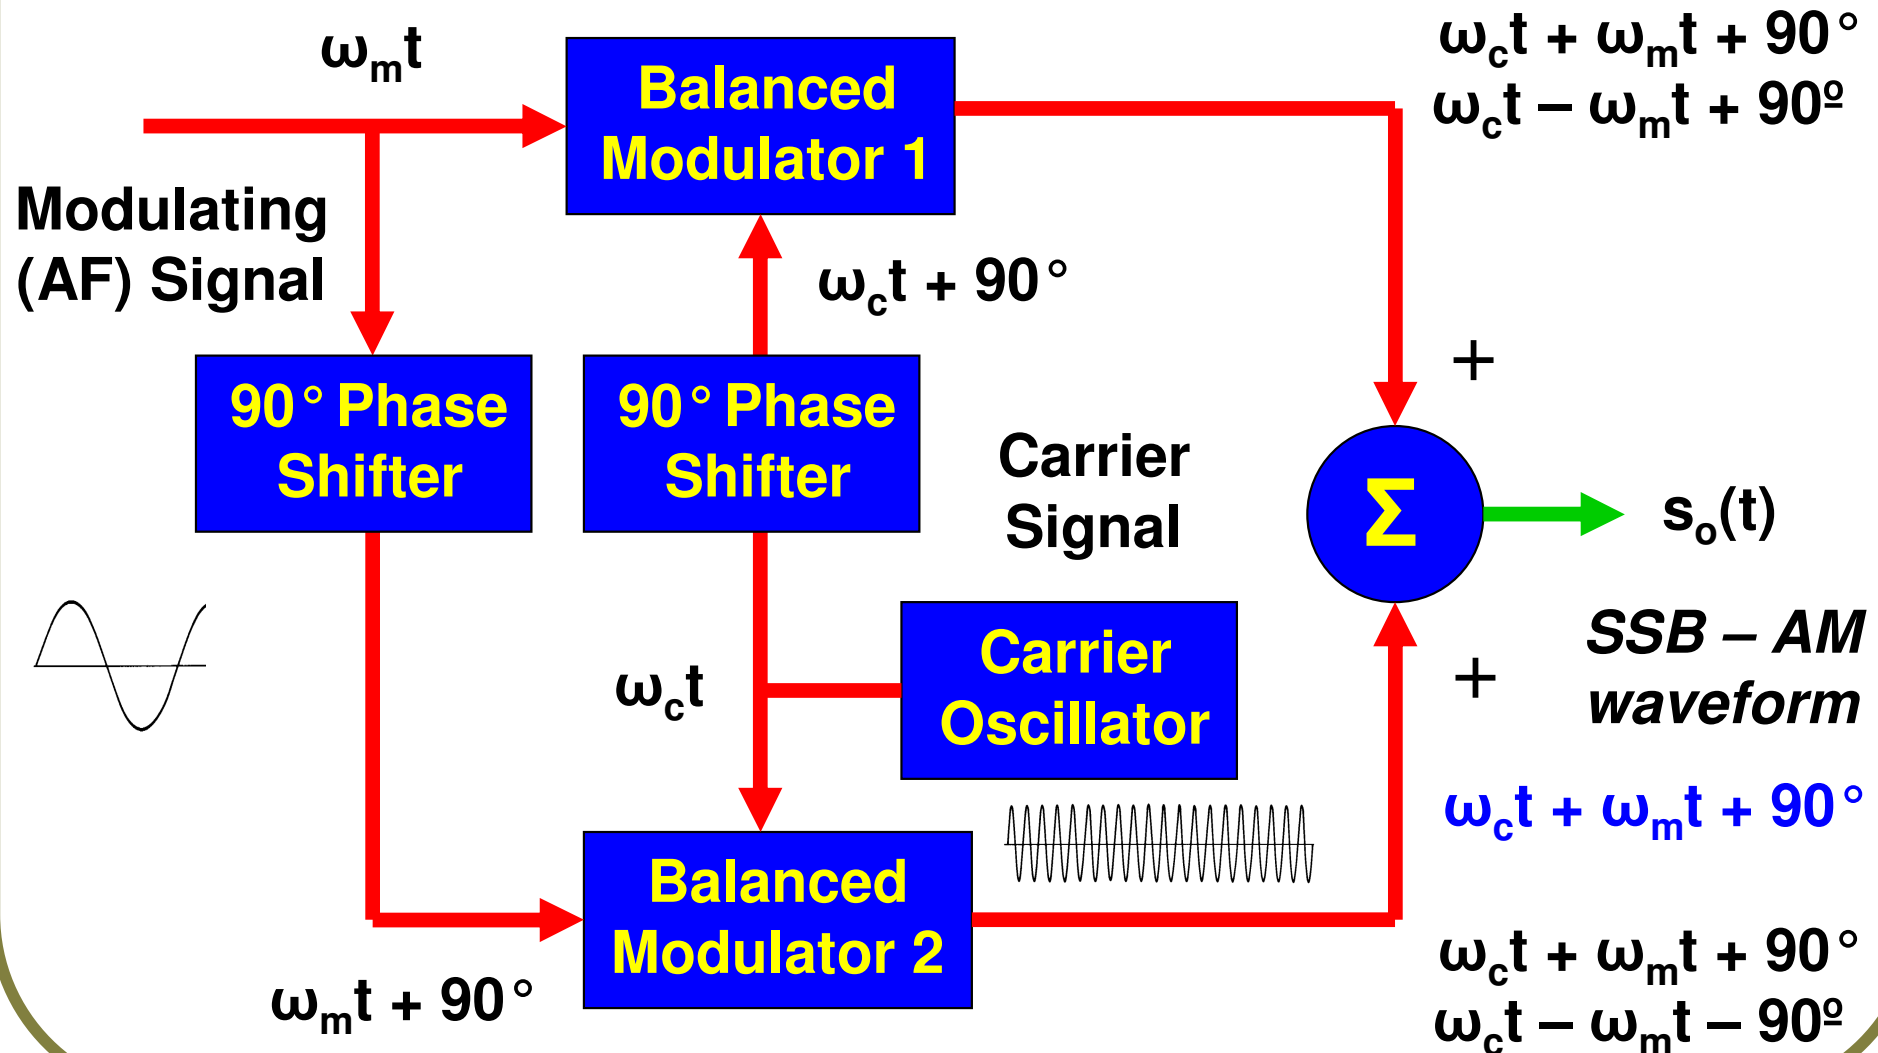 ωmt
Balanced
Modulator 1
ωct + ωmt + 90°
ωct – ωmt + 90º
Modulating
(AF) Signal
ωct + 90°
90° Phase
Shifter
90° Phase
Shifter
Carrier
Signal
+
Σ
so(t)
SSB – AM
waveform
+
ωct
Carrier
Oscillator
ωct + ωmt + 90°
Balanced
Modulator 2
ωmt + 90°
ωct + ωmt + 90°
ωct – ωmt – 90º